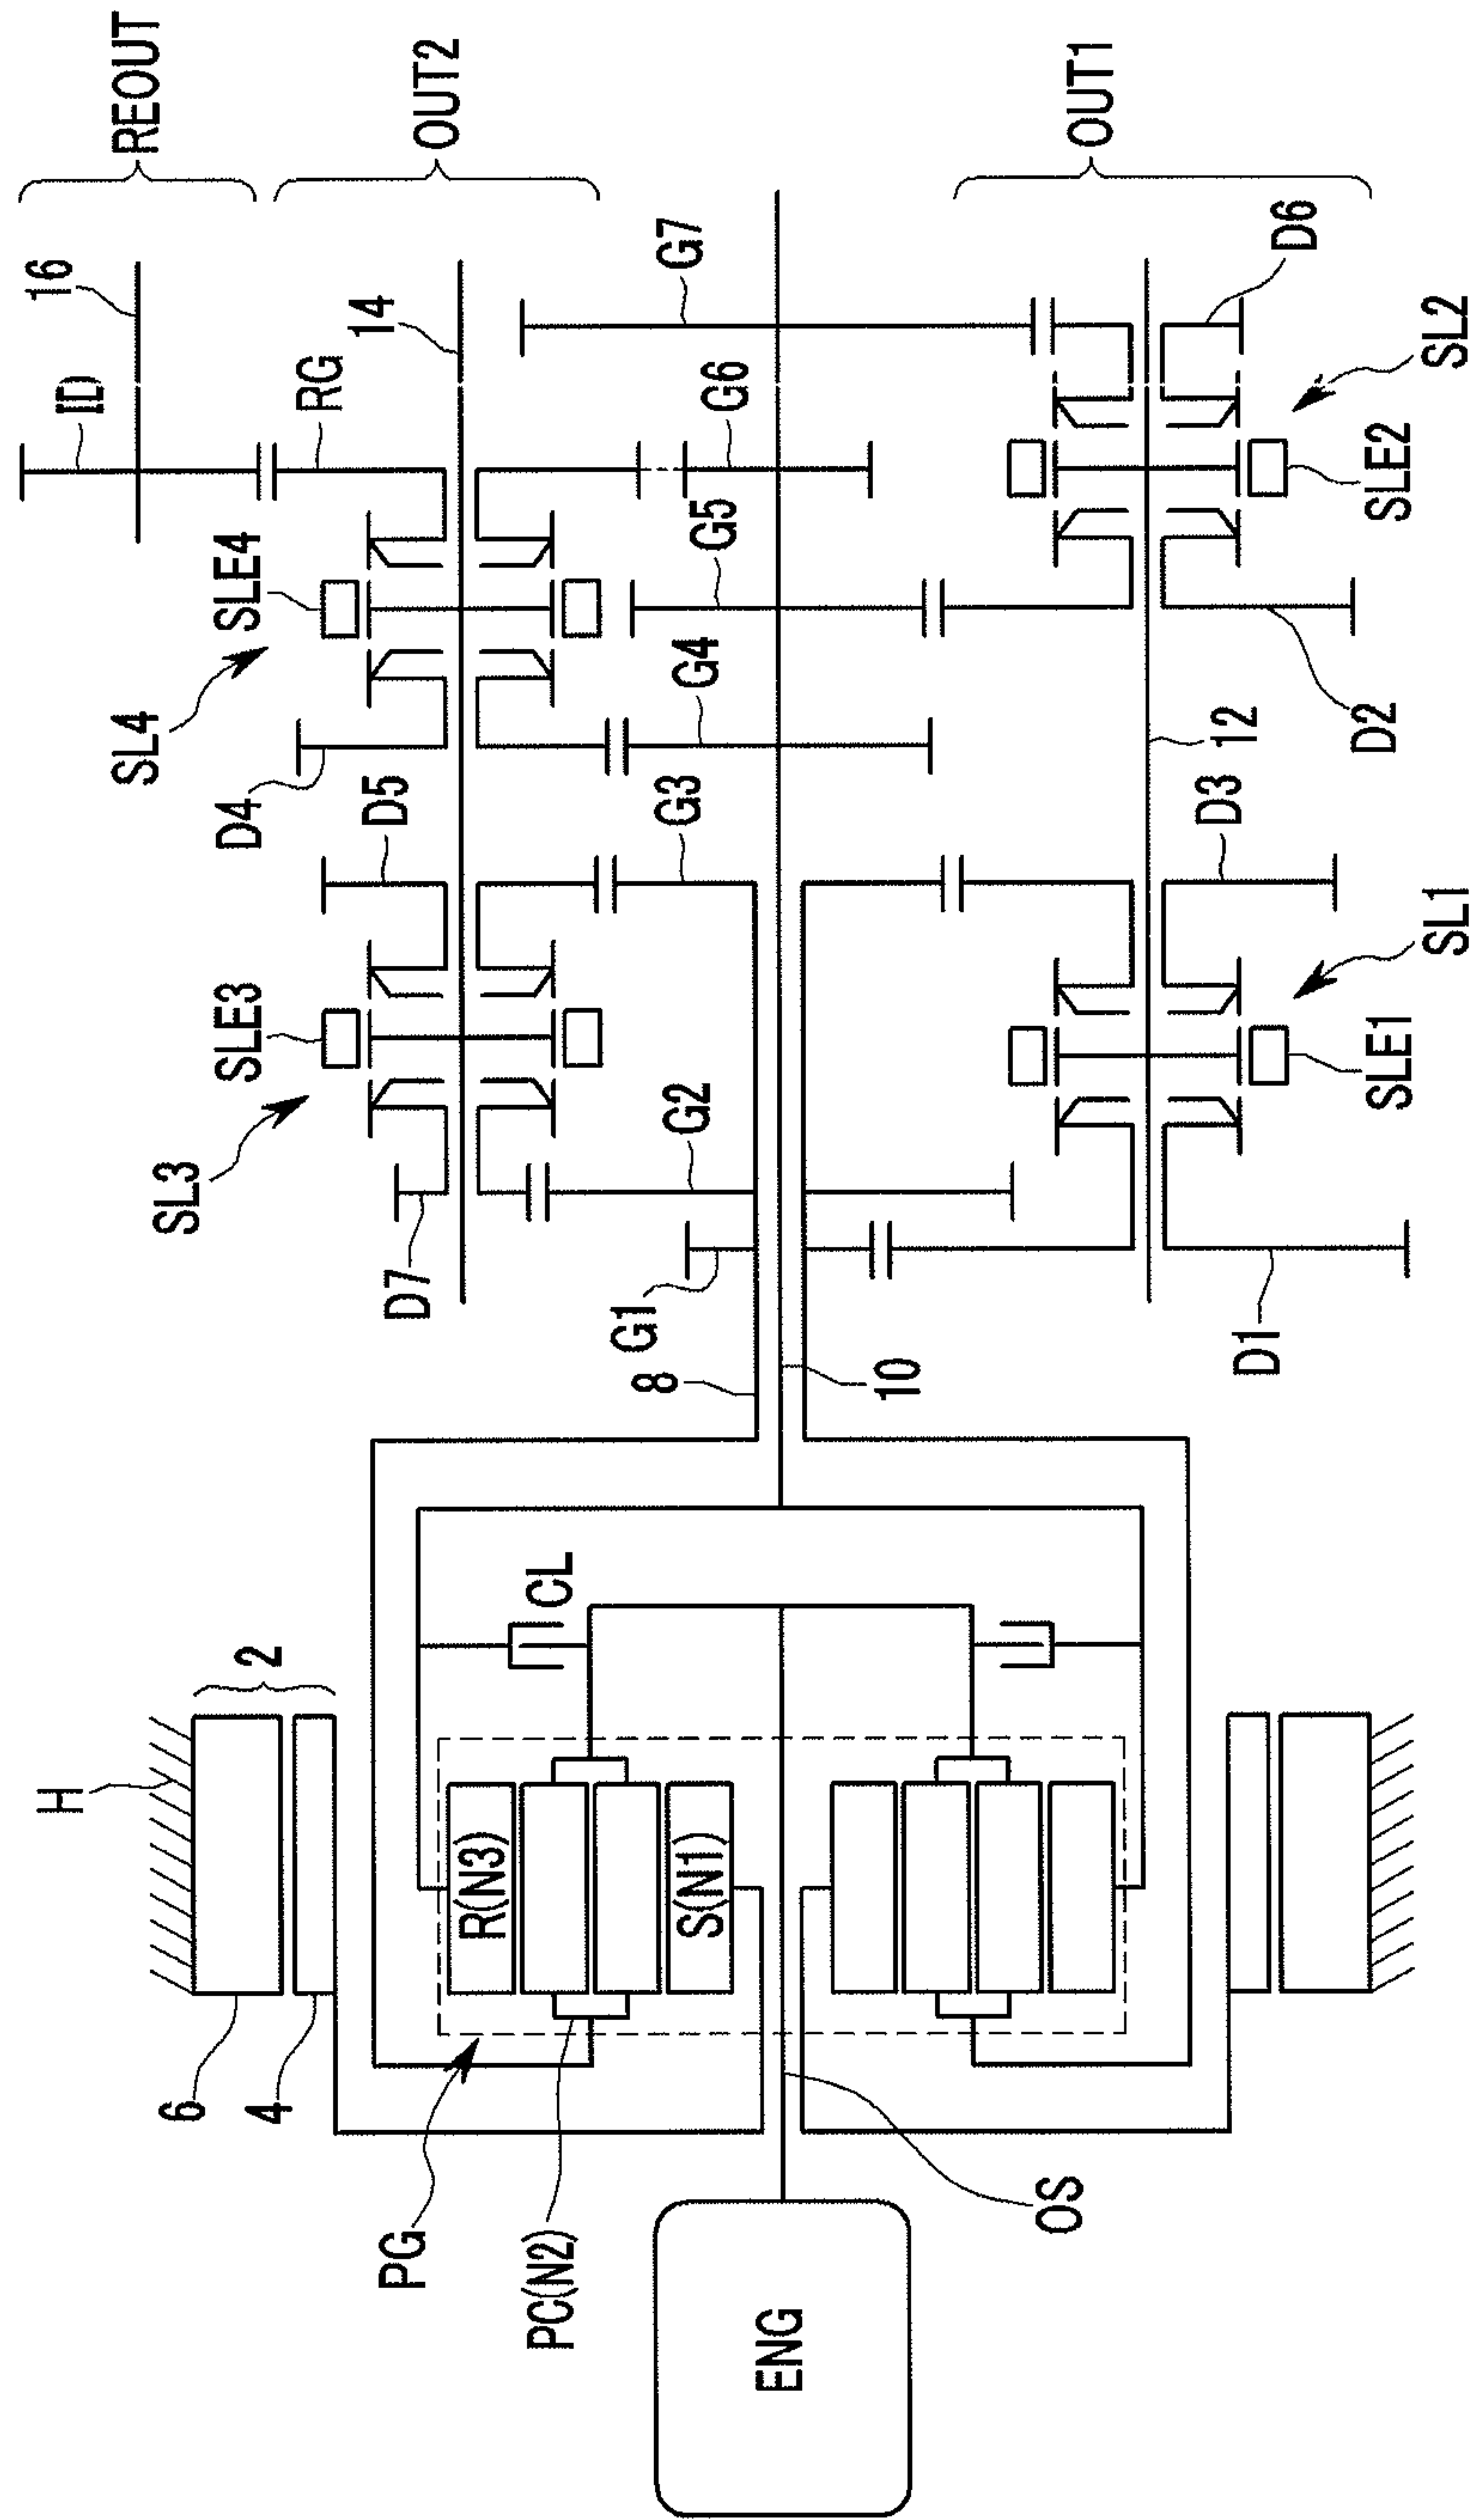 REOUT
OUT2
OUT1
16
ID
RG
14
G7
G6
D6
SL2
SLE2
SLE4
SL4
G5
G4
D4
D5
G3
12
D2
D3
SL1
SLE1
SLE3
SL3
G2
D7
G1
8
10
D1
CL
2
H
R(N3)
S(N1)
6
4
PG
PC(N2)
OS
ENG